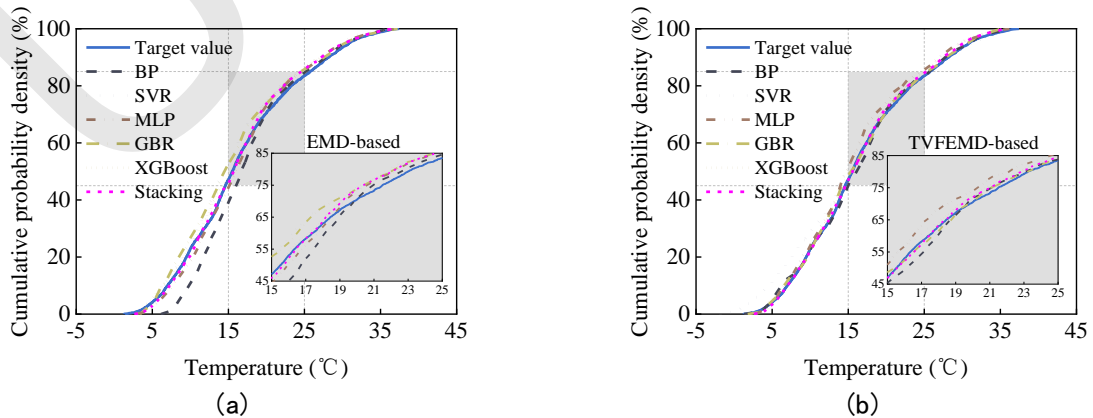 Cumulative probability density (%)
100
80
60
40
20
0
-5
5
15
25
35
45
Temperature (℃)
Target value
BP
SVR
MLP
GBR
XGBoost
Stacking
EMD-based
85
75
65
55
45
15
17
19
21
23
25
(a)
Cumulative probability density (%)
100
80
60
40
20
0
-5
5
15
25
35
45
Temperature (℃)
Target value
BP
SVR
MLP
GBR
XGBoost
Stacking
TVFEMD-based
85
75
65
55
45
15
17
19
21
23
25
(b)